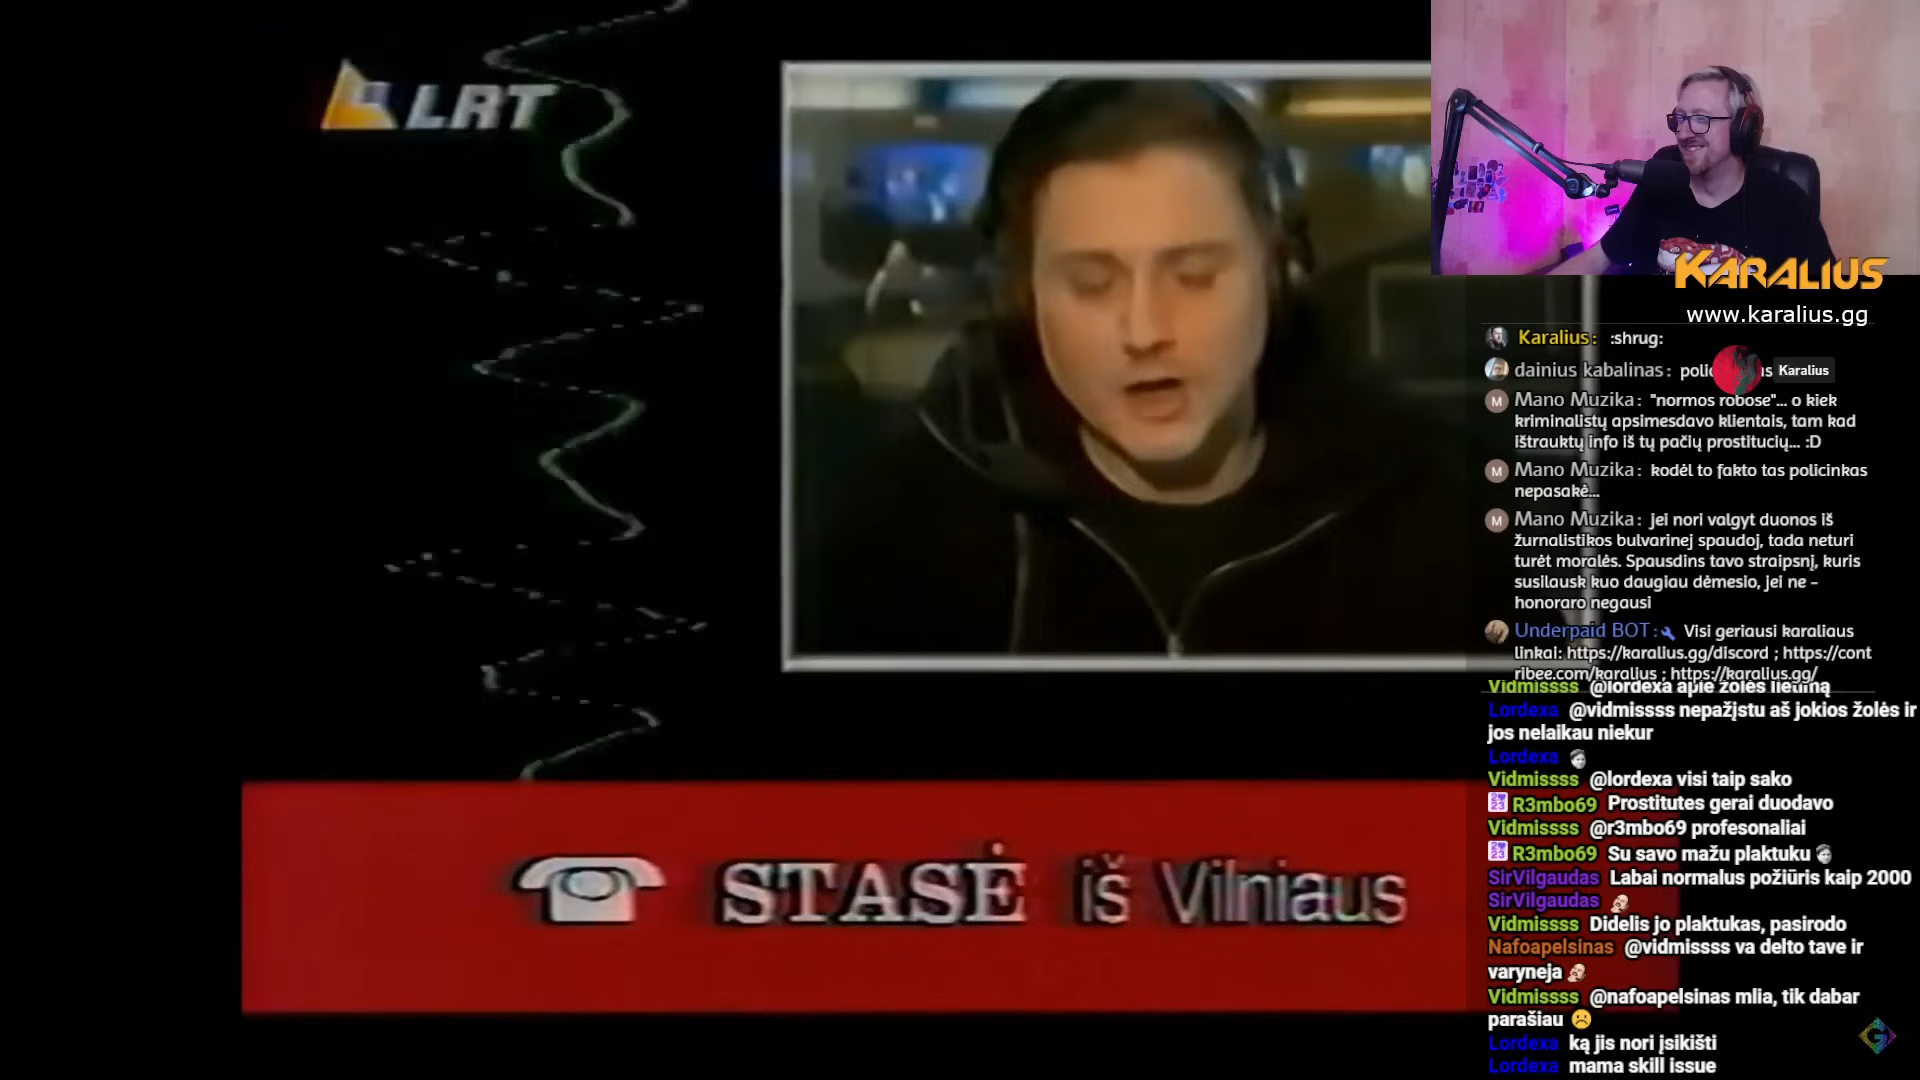 LRT
STASĖ iš Vilniaus
KARALIUS
www.karalius.gg
Karalius: :shrug:
dainius kabalinas:
Karalius
Mano Muzika: "normos robose"... o kiek
kriminalistų apsimesdavo klientais, tam kad
ištrauktų info iš tų pačių prostitucių... :D
Mano Muzika: kodėl to fakto tas policinkas
nepasakė...
Mano Muzika: jei nori valgyt duonos iš
žurnalistikos bulvarinej spaudoj, tada neturi
turėt moralės. Spausdins tavo straipsnį, kuris
susilausk kuo daugiau dėmesio, jei ne -
honoraro negausi
Underpaid BOT: Visi geriausi karaliaus
linkai: https://karalius.gg/discord ; https://cont
ribee.com/karalius ; https://karalius.gg/
Vidmissss @lordexa apie žolės lietimą
Lordexa @vidmissss nepažįstu aš jokios žolės ir
jos nelaikau niekur
Lordexa
Vidmissss @lordexa visi taip sako
R3mbo69 Prostitutes gerai duodavo
Vidmissss @r3mbo69 profesonaliai
R3mbo69 Su savo mažu plaktuku
SirVilgaudas Labai normalus požiūris kaip 2000
SirVilgaudas
Vidmissss Didelis jo plaktukas, pasirodo
Nafoapelsinas @vidmissss va delto tave ir
varyneja
Vidmissss @nafoapelsinas mlia, tik dabar
parašiau
Lordexa ką jis nori įsikišti
Lordexa mama skill issue